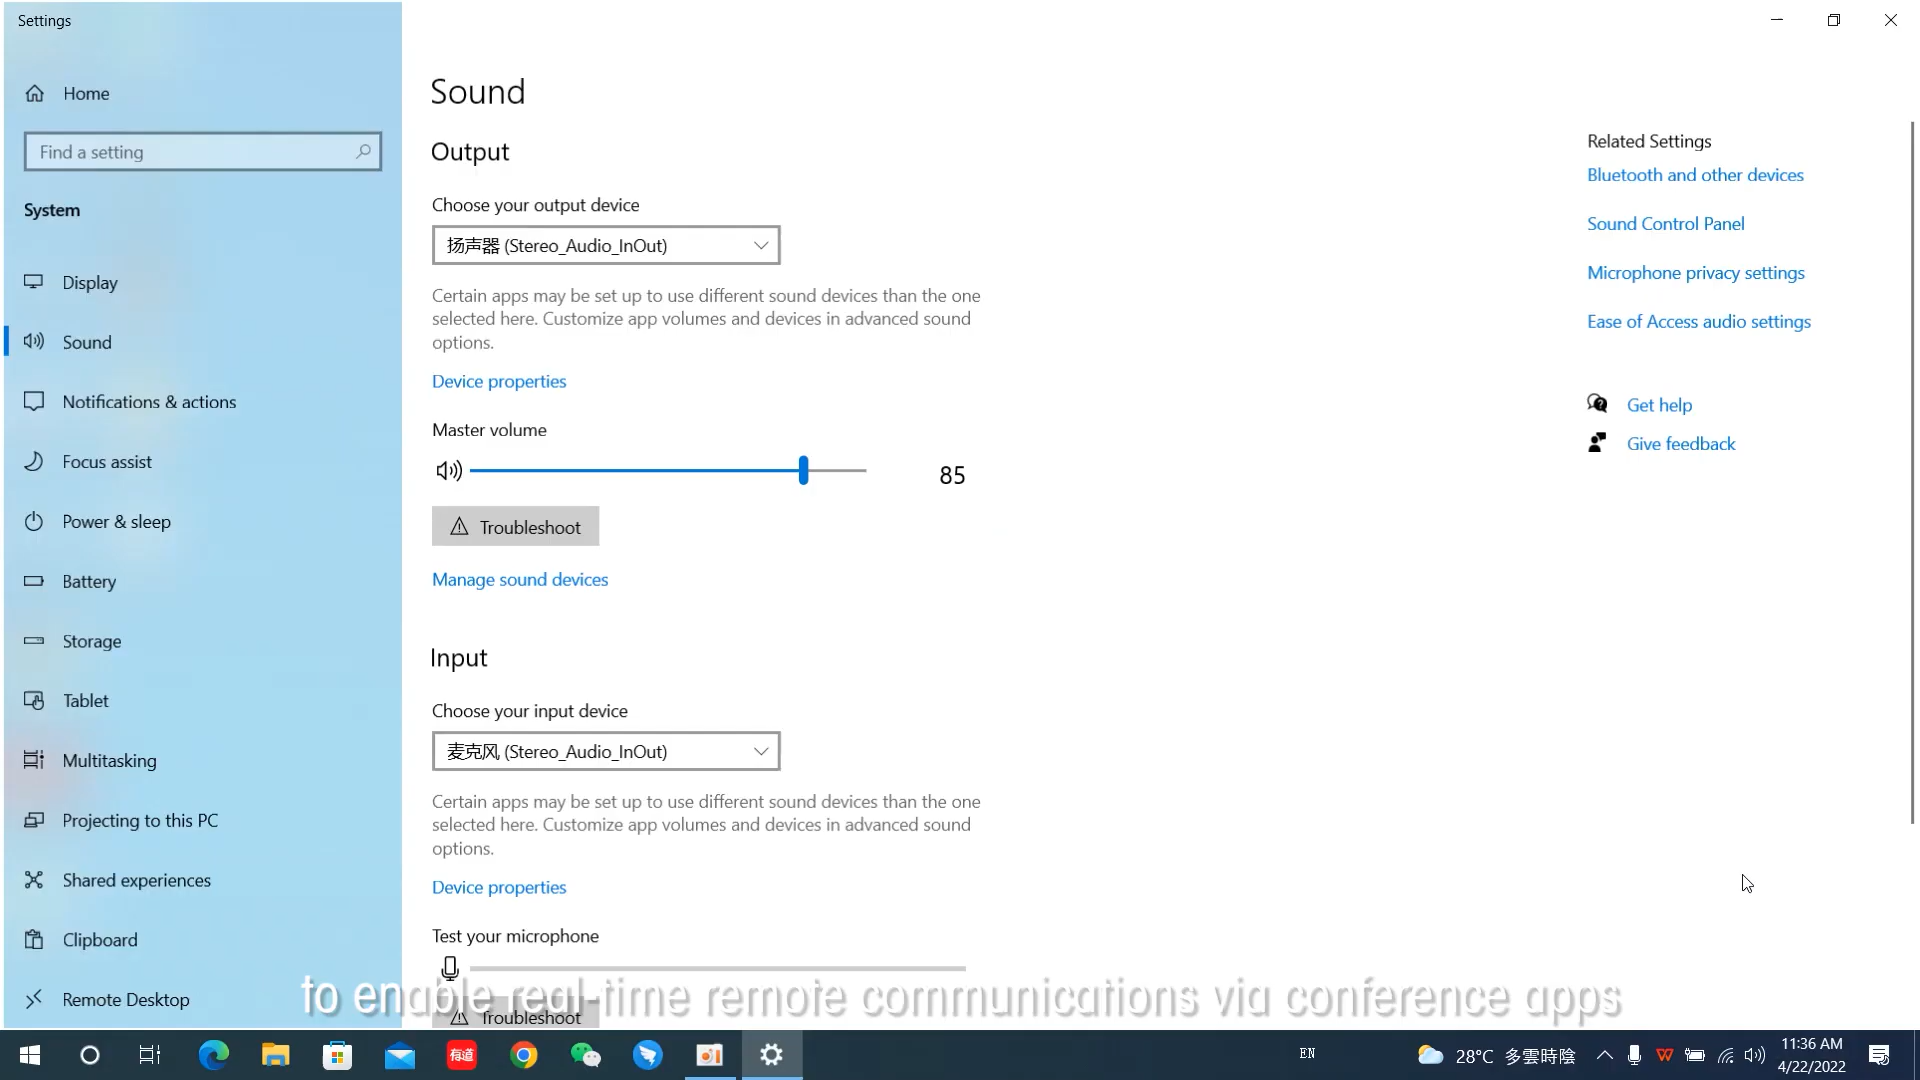 Settings
Home
Find a setting
System
Display
Sound
Notifications & actions
Focus assist
Power & sleep
Battery
Storage
Tablet
Multitasking
Projecting to this PC
Shared experiences
Clipboard
Remote Desktop
Sound
Output
Choose your output device
扬声器 (Stereo_Audio_InOut)
Certain apps may be set up to use different sound devices than the one
selected here. Customize app volumes and devices in advanced sound
options.
Device properties
Master volume
85
Troubleshoot
Manage sound devices
Input
Choose your input device
麦克风 (Stereo_Audio_InOut)
Certain apps may be set up to use different sound devices than the one
selected here. Customize app volumes and devices in advanced sound
options.
Device properties
Test your microphone
Troubleshoot
Related Settings
Bluetooth and other devices
Sound Control Panel
Microphone privacy settings
Ease of Access audio settings
Get help
Give feedback
to enable real-time remote communications via conference apps
有道
EN
28°C 多雲時陰
W
11:36 AM
4/22/2022